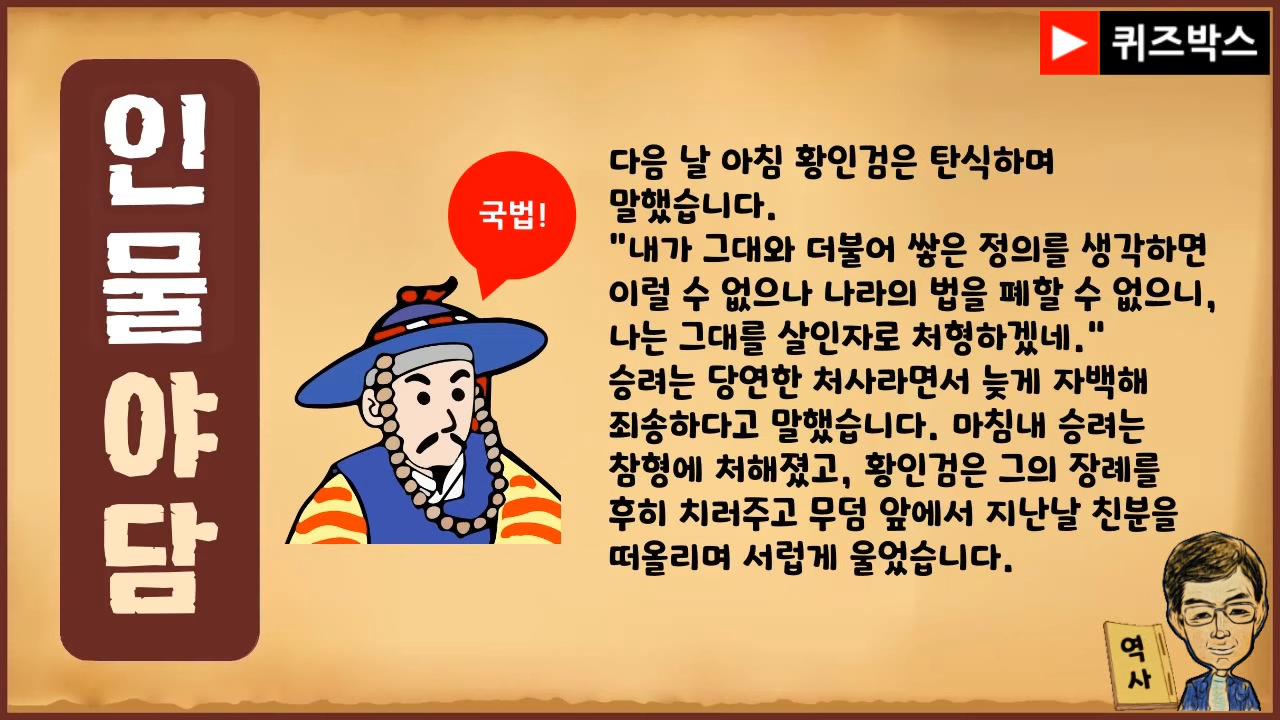 퀴즈박스
인물야담
국법!
다음 날 아침 황인검은 탄식하며
말했습니다.
"내가 그대와 더불어 쌓은 정의를 생각하면
이럴 수 없으나 나라의 법을 폐할 수 없으니,
나는 그대를 살인자로 처형하겠네."
승려는 당연한 처사라면서 늦게 자백해
죄송하다고 말했습니다. 마침내 승려는
참형에 처해졌고, 황인검은 그의 장례를
후히 치러주고 무덤 앞에서 지난날 친분을
떠올리며 서럽게 울었습니다.
역
사